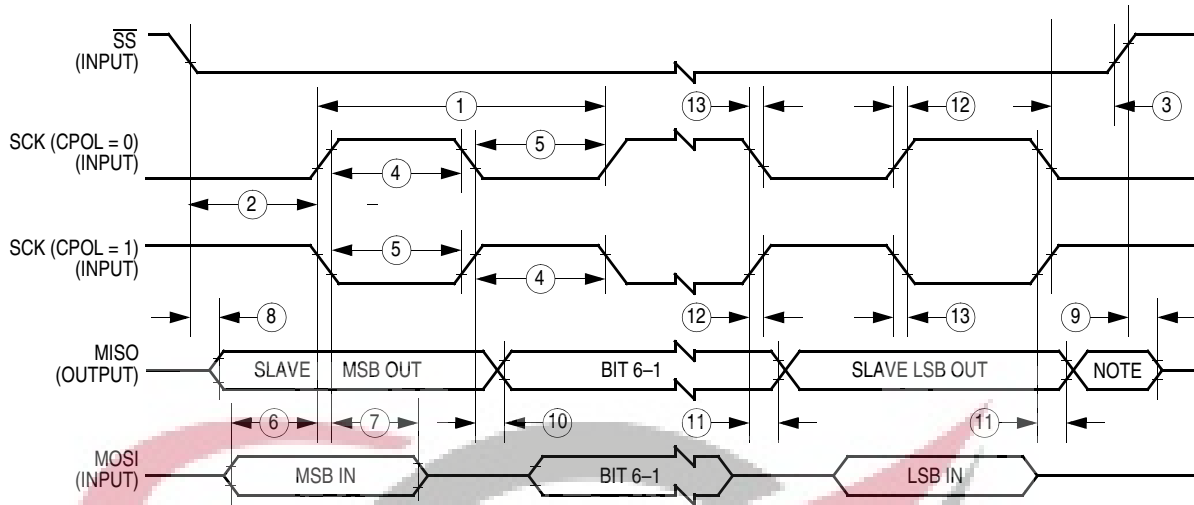 SS
(INPUT)
1
13
12
3
SCK (CPOL = 0)
(INPUT)
5
4
2
SCK (CPOL = 1)
(INPUT)
5
4
8
12
13
9
MISO
(OUTPUT)
SLAVE MSB OUT
BIT 6–1
SLAVE LSB OUT
NOTE
6
7
10
11
11
MOSI
(INPUT)
MSB IN
BIT 6–1
LSB IN